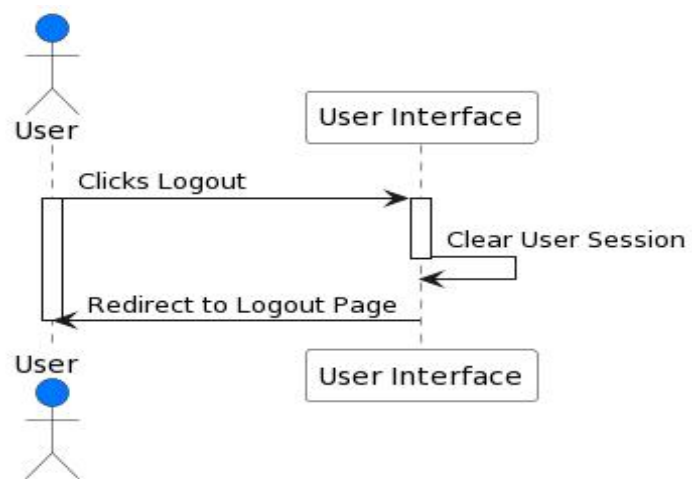 User
User Interface
Clicks Logout
Clear User Session
Redirect to Logout Page
User
User Interface